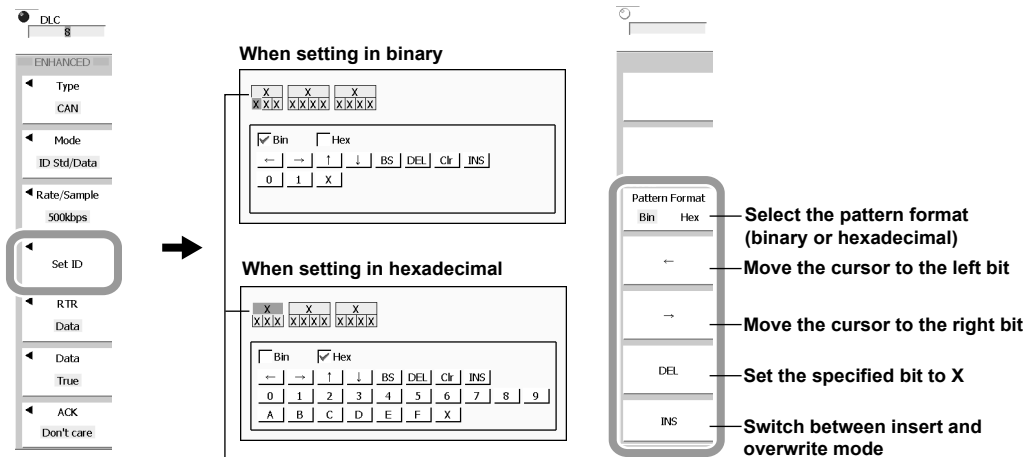 DLC
8
ENHANCED
Type
CAN
Mode
ID Std/Data
Rate/Sample
500kbps
Set ID
RTR
Data
Data
True
ACK
Don't care
When setting in binary
X X X
X X X X X X X X X X X
Bin Hex
← → ↑ ↓ BS DEL Clr INS
0 1 X
When setting in hexadecimal
X X X
X X X X X X X X X X X
Bin Hex
← → ↑ ↓ BS DEL Clr INS
0 1 2 3 4 5 6 7 8 9
A B C D E F X
Pattern Format
Bin Hex
←
→
DEL
INS
Select the pattern format
(binary or hexadecimal)
Move the cursor to the left bit
Move the cursor to the right bit
Set the specified bit to X
Switch between insert and
overwrite mode